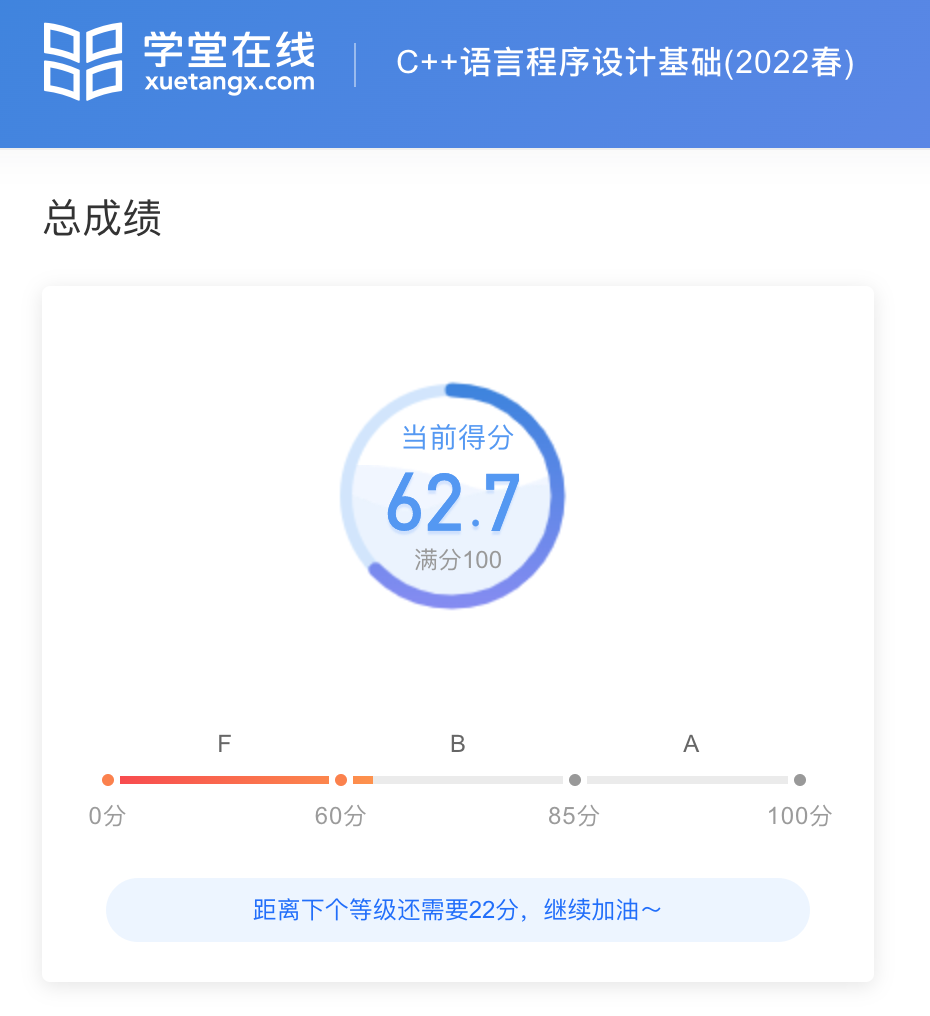 学堂在线
xuetangx.com
C++语言程序设计基础(2022春)
总成绩
当前得分
62.7
满分100
F B A
0分 60分 85分 100分
距离下个等级还需要22分，继续加油～